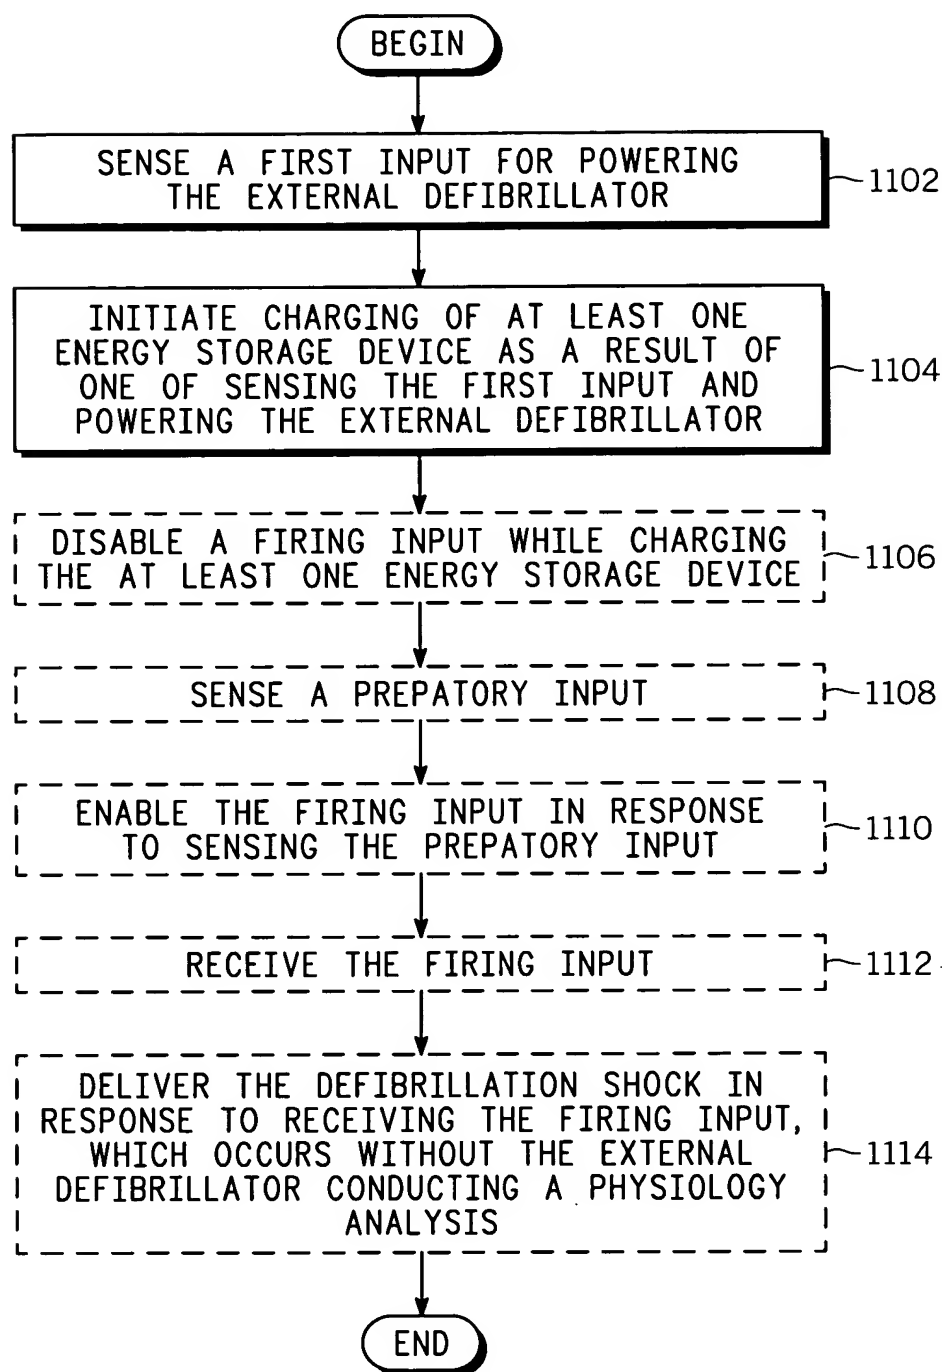 BEGIN
SENSE A FIRST INPUT FOR POWERING
THE EXTERNAL DEFIBRILLATOR
1102
INITIATE CHARGING OF AT LEAST ONE
ENERGY STORAGE DEVICE AS A RESULT OF
ONE OF SENSING THE FIRST INPUT AND
POWERING THE EXTERNAL DEFIBRILLATOR
1104
DISABLE A FIRING INPUT WHILE CHARGING
THE AT LEAST ONE ENERGY STORAGE DEVICE
1106
SENSE A PREPATORY INPUT
1108
ENABLE THE FIRING INPUT IN RESPONSE
TO SENSING THE PREPATORY INPUT
1110
RECEIVE THE FIRING INPUT
1112
DELIVER THE DEFIBRILLATION SHOCK IN
RESPONSE TO RECEIVING THE FIRING INPUT,
WHICH OCCURS WITHOUT THE EXTERNAL
DEFIBRILLATOR CONDUCTING A PHYSIOLOGY
ANALYSIS
1114
END